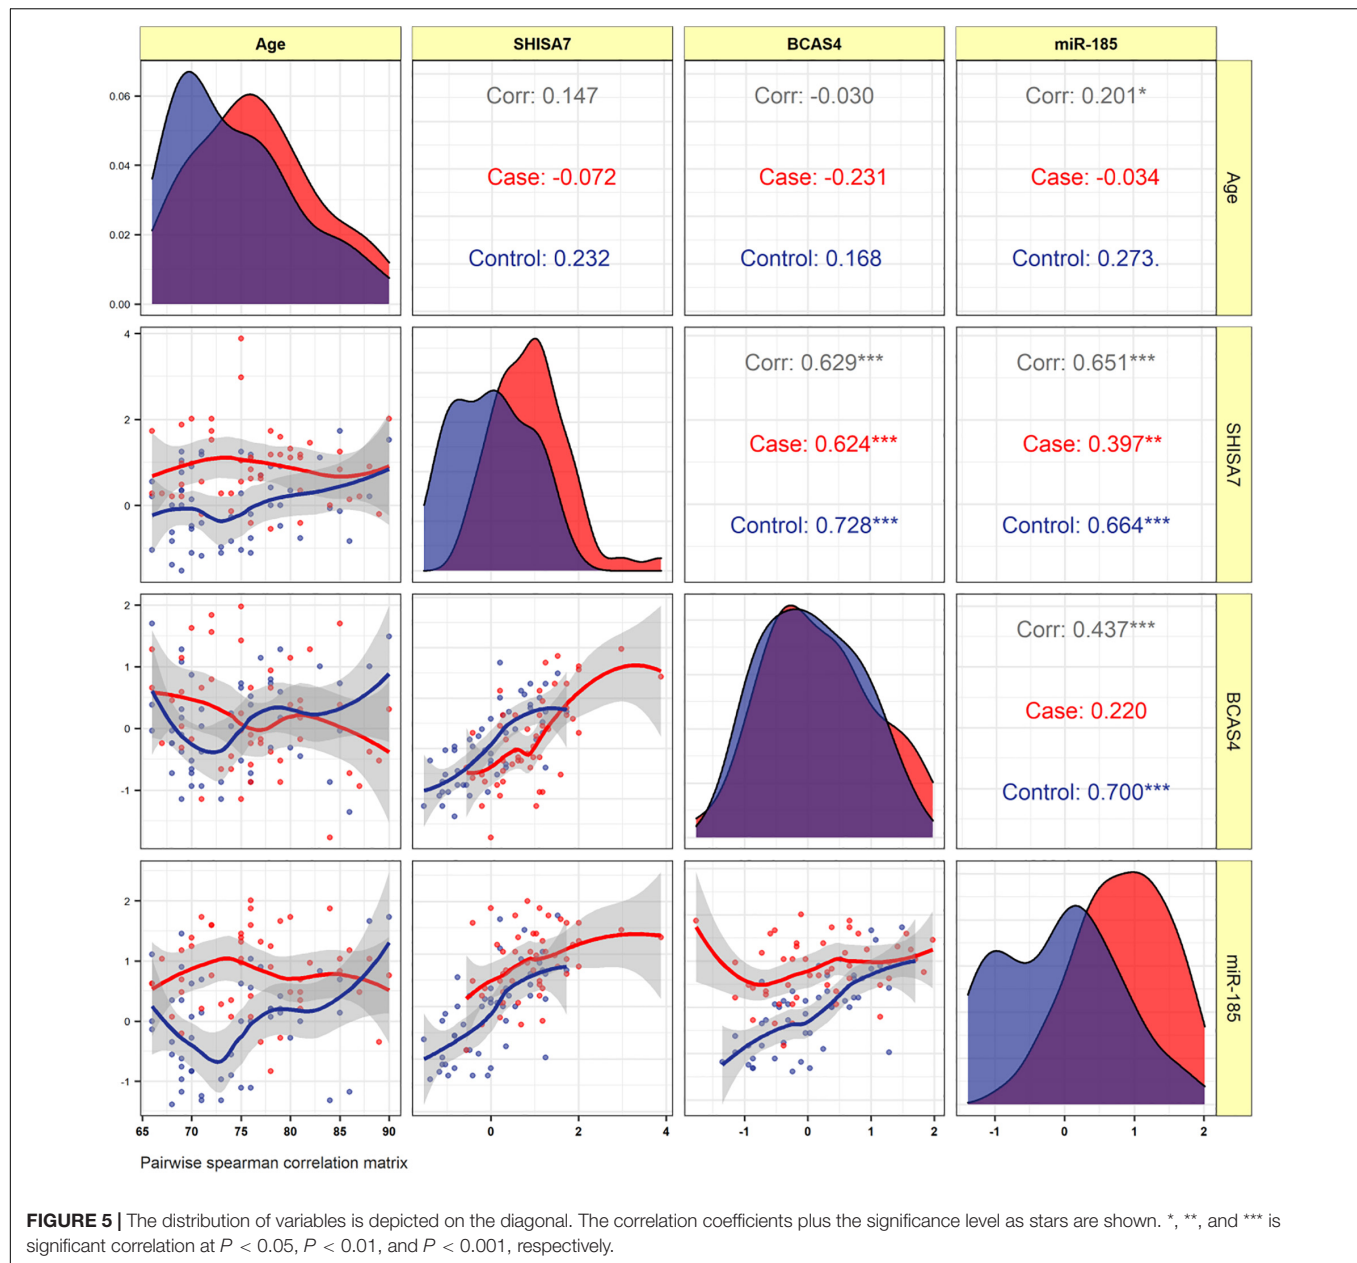 Age SHISA7 BCAS4 miR-185
0.06
0.04
0.02
0.00
Corr: 0.147
Case: -0.072
Control: 0.232
Corr: -0.030
Case: -0.231
Control: 0.168
Corr: 0.201*
Case: -0.034
Control: 0.273.
Age
4
2
0
Corr: 0.629***
Case: 0.624***
Control: 0.728***
Corr: 0.651***
Case: 0.397**
Control: 0.664***
SHISA7
2
1
0
-1
Corr: 0.437***
Case: 0.220
Control: 0.700***
BCAS4
2
1
0
-1
miR-185
65 70 75 80 85 90 0 2 4 -1 0 1 2 -1 0 1 2
Pairwise spearman correlation matrix
FIGURE 5 | The distribution of variables is depicted on the diagonal. The correlation coefficients plus the significance level as stars are shown. *, **, and *** is
significant correlation at P < 0.05, P < 0.01, and P < 0.001, respectively.